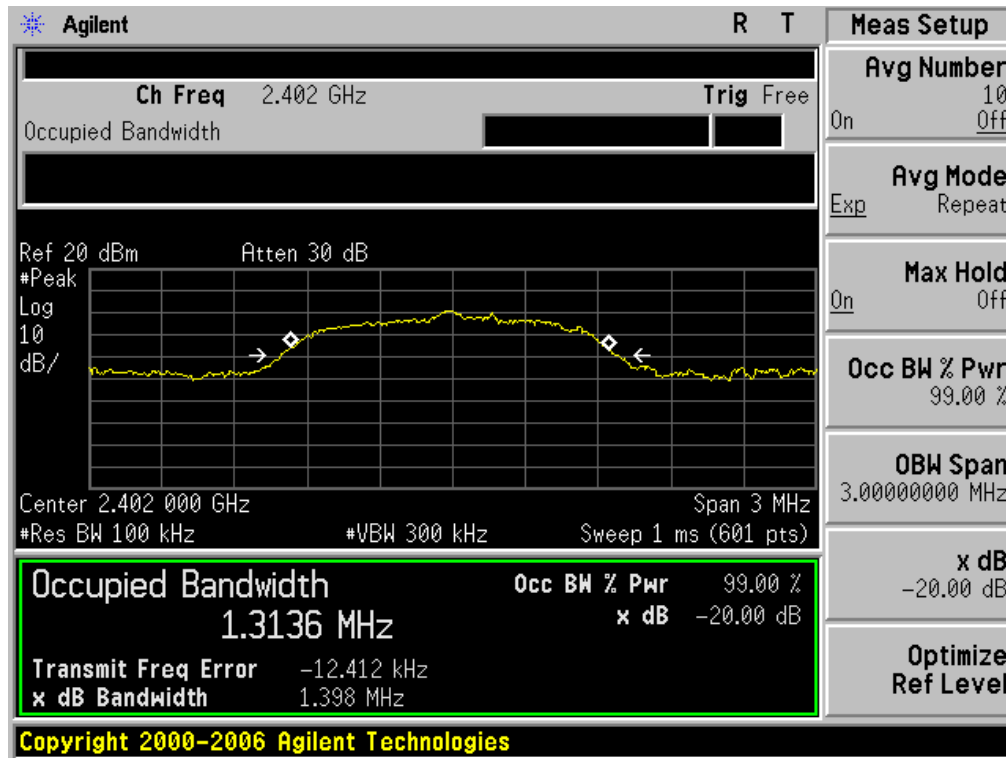 Agilent R T
Ch Freq 2.402 GHz Trig Free
Occupied Bandwidth
Ref 20 dBm Atten 30 dB
#Peak
Log
10
dB/
Center 2.402 000 GHz Span 3 MHz
#Res BW 100 kHz #VBW 300 kHz Sweep 1 ms (601 pts)
Occupied Bandwidth Occ BW % Pwr 99.00 %
1.3136 MHz x dB -20.00 dB
Transmit Freq Error -12.412 kHz
x dB Bandwidth 1.398 MHz
Copyright 2000-2006 Agilent Technologies
Meas Setup
Avg Number
10
On Off
Avg Mode
Exp Repeat
Max Hold
On Off
Occ BW % Pwr
99.00 %
OBW Span
3.00000000 MHz
x dB
-20.00 dB
Optimize
Ref Level